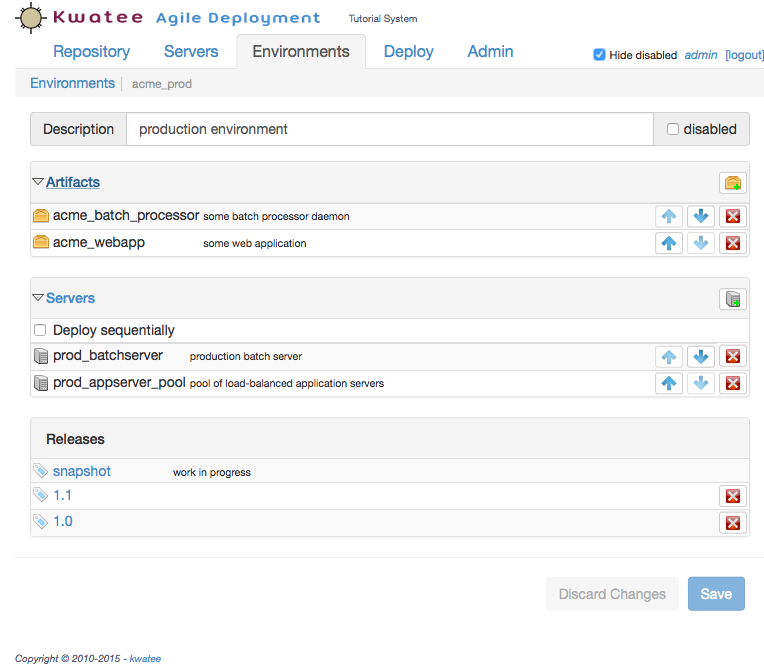 Kwatee Agile Deployment Tutorial System
Repository Servers Environments Deploy Admin Hide disabled admin [logout]
Environments acme_prod
Description production environment disabled
Artifacts
acme_batch_processor some batch processor daemon
acme_webapp some web application
Servers
Deploy sequentially
prod_batchserver production batch server
prod_appserver_pool pool of load-balanced application servers
Releases
snapshot work in progress
1.1
1.0
Discard Changes Save
Copyright © 2010-2015 - kwatee